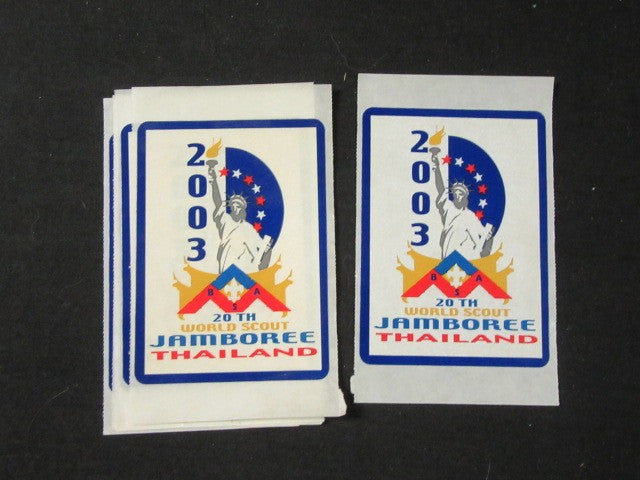 2003
B S A
20 TH
WORLD SCOUT
JAMBOREE
THAILAND
2003
B S A
20 TH
WORLD SCOUT
JAMBOREE
THAILAND